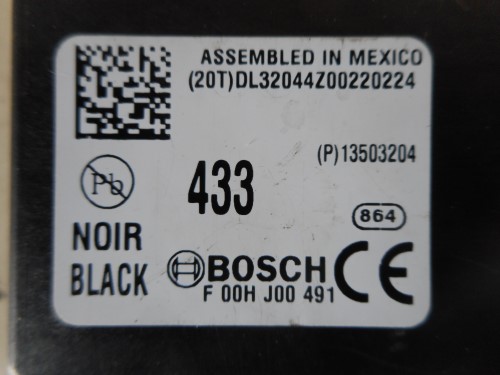 ASSEMBLED IN MEXICO
(20T)DL32044Z00220224
(P)13503204
Pb
433
864
NOIR
BLACK
BOSCH
CE
F 00H J00 491